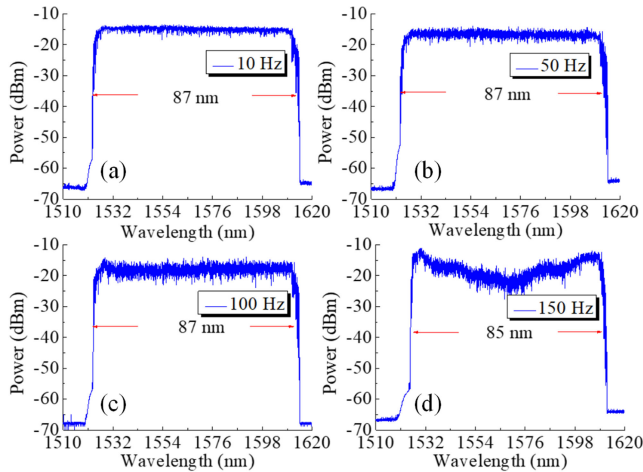 -10
-20
-30
-40
-50
-60
-70
Power (dBm)
10 Hz
87 nm
(a)
1510 1532 1554 1576 1598 1620
Wavelength (nm)
-10
-20
-30
-40
-50
-60
-70
Power (dBm)
50 Hz
87 nm
(b)
1510 1532 1554 1576 1598 1620
Wavelength (nm)
-10
-20
-30
-40
-50
-60
-70
Power (dBm)
100 Hz
87 nm
(c)
1510 1532 1554 1576 1598 1620
Wavelength (nm)
-10
-20
-30
-40
-50
-60
-70
Power (dBm)
150 Hz
85 nm
(d)
1510 1532 1554 1576 1598 1620
Wavelength (nm)